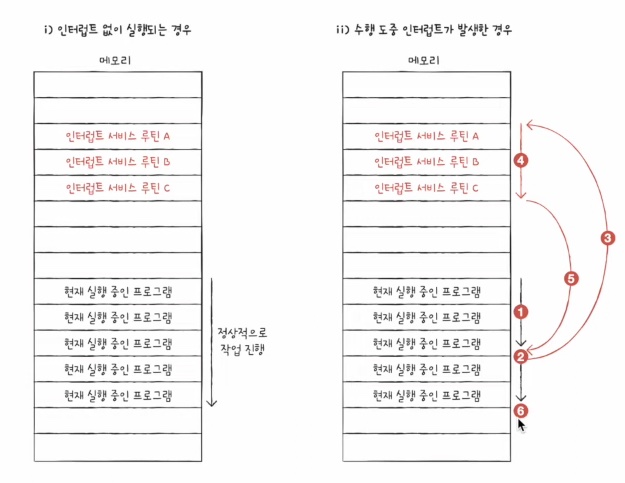 i) 인터럽트 없이 실행되는 경우
메모리
인터럽트 서비스 루틴 A
인터럽트 서비스 루틴 B
인터럽트 서비스 루틴 C
현재 실행 중인 프로그램
현재 실행 중인 프로그램
현재 실행 중인 프로그램
현재 실행 중인 프로그램
현재 실행 중인 프로그램
정상적으로
작업 진행
ii) 수행 도중 인터럽트가 발생한 경우
메모리
인터럽트 서비스 루틴 A
인터럽트 서비스 루틴 B
인터럽트 서비스 루틴 C
현재 실행 중인 프로그램
현재 실행 중인 프로그램
현재 실행 중인 프로그램
현재 실행 중인 프로그램
현재 실행 중인 프로그램
4
3
5
1
2
6